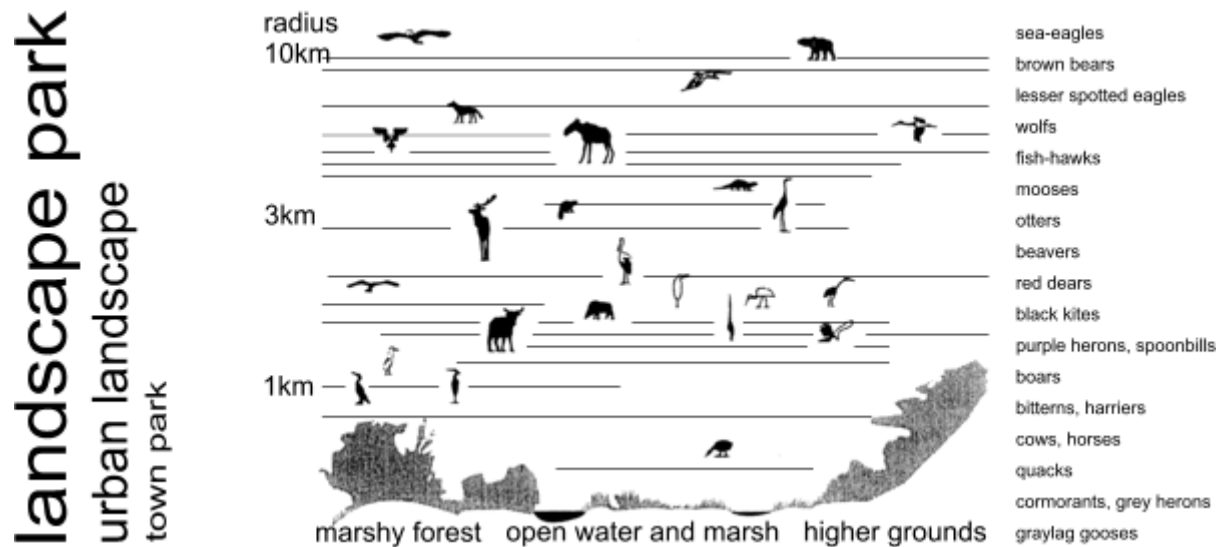 landscape park
urban landscape
town park
radius
10km
3km
1km
marshy forest
open water and marsh
higher grounds
sea-eagles
brown bears
lesser spotted eagles
wolfs
fish-hawks
mooses
otters
beavers
red dears
black kites
purple herons, spoonbills
boars
bitterns, harriers
cows, horses
quacks
cormorants, grey herons
graylag gooses